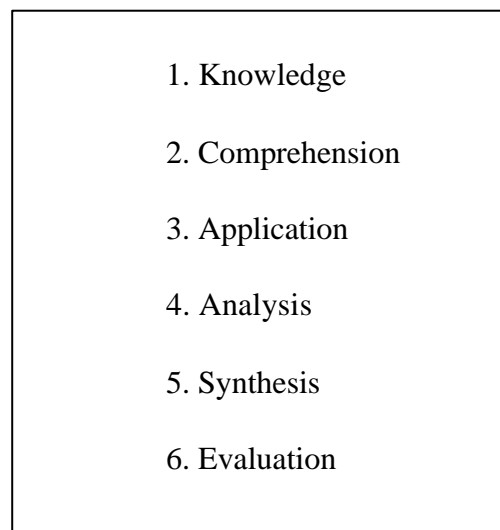 1. Knowledge
2. Comprehension
3. Application
4. Analysis
5. Synthesis
6. Evaluation